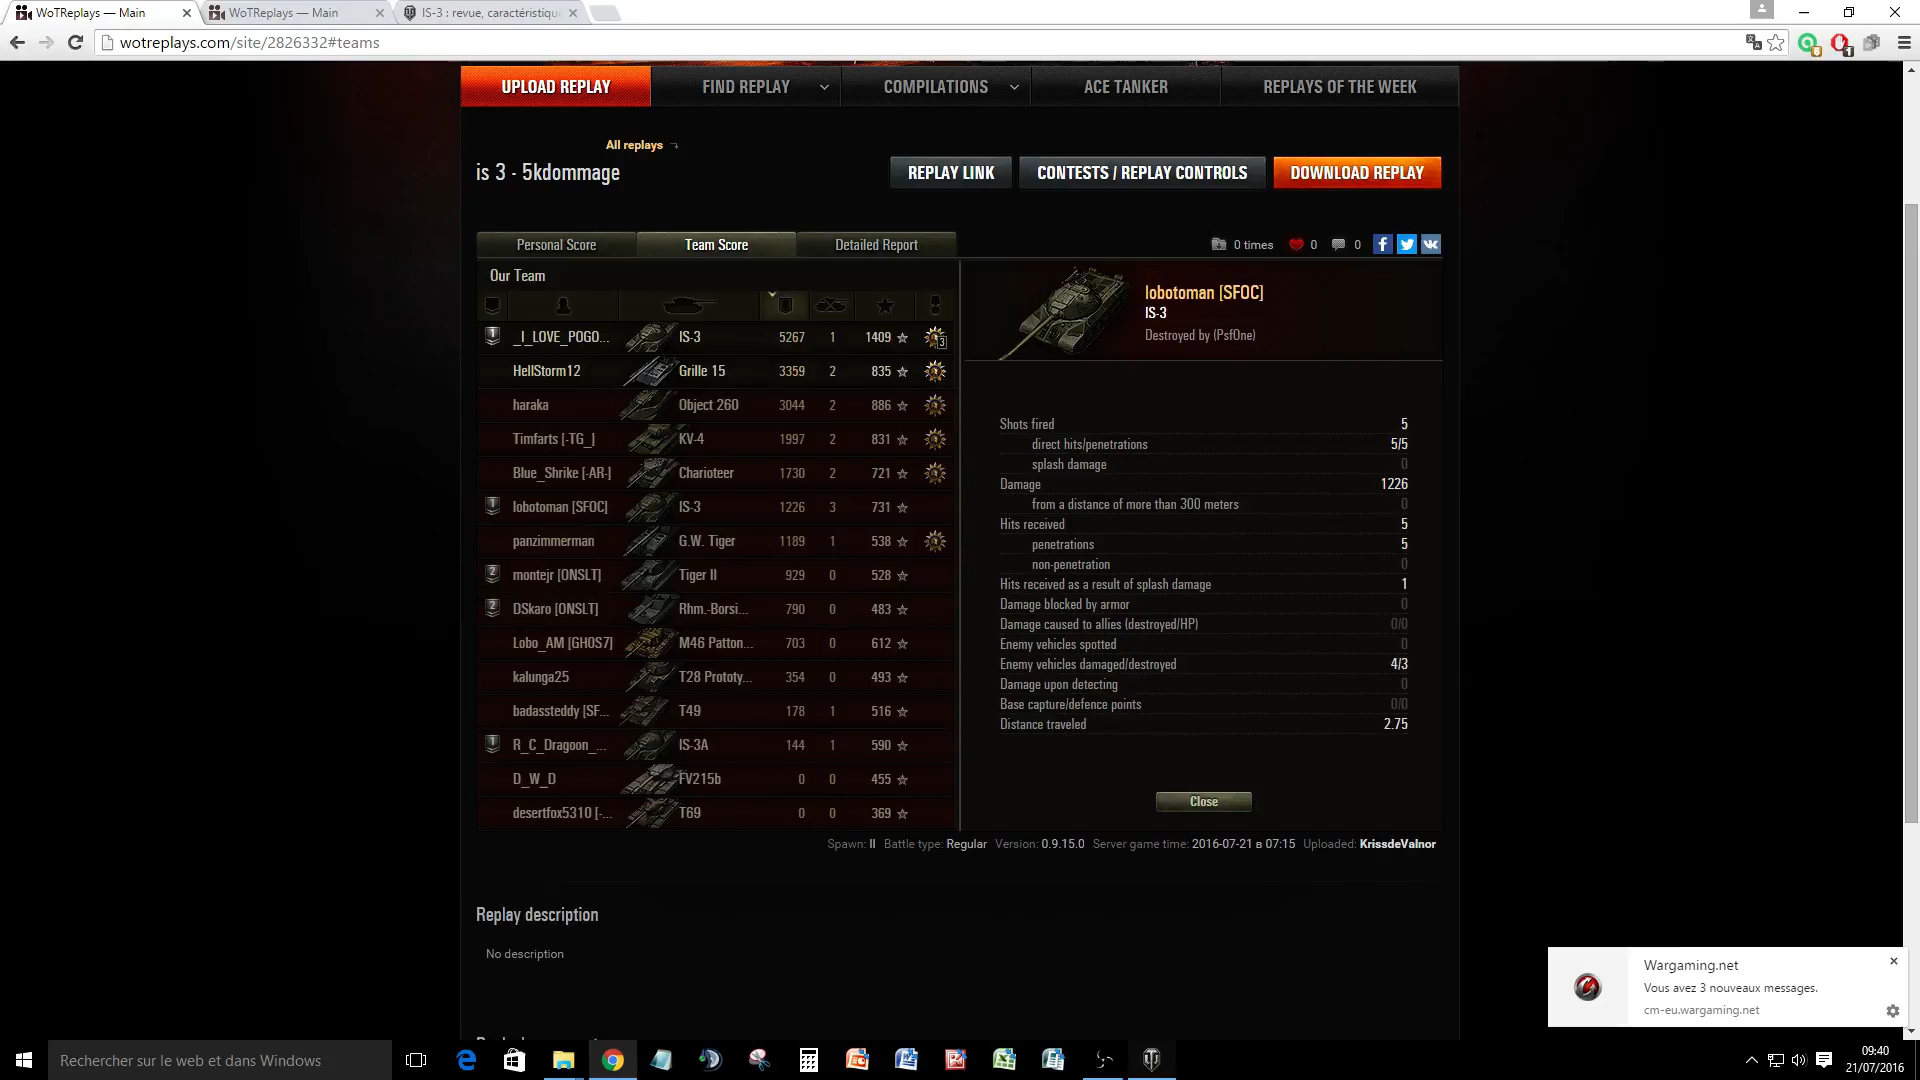 WoTReplays — Main
WoTReplays — Main
IS-3 : revue, caractéristique
wotreplays.com/site/2826332#teams
UPLOAD REPLAY
FIND REPLAY
COMPILATIONS
ACE TANKER
REPLAYS OF THE WEEK
All replays
is 3 - 5kdommage
REPLAY LINK
CONTESTS / REPLAY CONTROLS
DOWNLOAD REPLAY
Personal Score
Team Score
Detailed Report
0 times
0
0
Our Team
1 _I_LOVE_POGO... IS-3 5267 1 1409 3
HellStorm12 Grille 15 3359 2 835
haraka Object 260 3044 2 886
Timfarts [-TG_] KV-4 1997 2 831
Blue_Shrike [-AR-] Charioteer 1730 2 721
1 lobotoman [SFOC] IS-3 1226 3 731
panzimmerman G.W. Tiger 1189 1 538
2 montejr [ONSLT] Tiger II 929 0 528
2 DSkaro [ONSLT] Rhm.-Borsi... 790 0 483
Lobo_AM [GHOS7] M46 Patton... 703 0 612
kalunga25 T28 Prototy... 354 0 493
badassteddy [SF... T49 178 1 516
1 R_C_Dragoon_... IS-3A 144 1 590
D_W_D FV215b 0 0 455
desertfox5310 [-... T69 0 0 369
lobotoman [SFOC]
IS-3
Destroyed by (PsfOne)
Shots fired 5
direct hits/penetrations 5/5
splash damage 0
Damage 1226
from a distance of more than 300 meters 0
Hits received 5
penetrations 5
non-penetration 0
Hits received as a result of splash damage 1
Damage blocked by armor 0
Damage caused to allies (destroyed/HP) 0/0
Enemy vehicles spotted 0
Enemy vehicles damaged/destroyed 4/3
Damage upon detecting 0
Base capture/defence points 0/0
Distance traveled 2.75
Close
Spawn: II Battle type: Regular Version: 0.9.15.0 Server game time: 2016-07-21 в 07:15 Uploaded: KrissdeValnor
Replay description
No description
Wargaming.net
Vous avez 3 nouveaux messages.
cm-eu.wargaming.net
Rechercher sur le web et dans Windows
09:40
21/07/2016